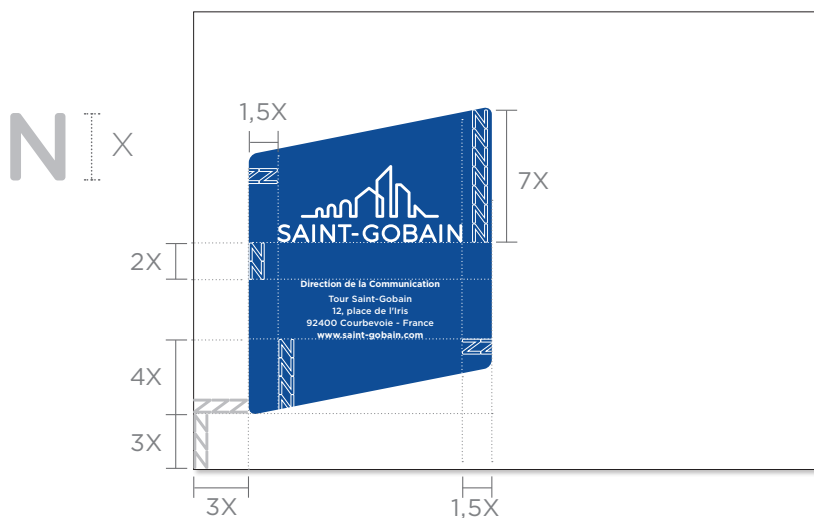 1,5X
N
X
7X
SAINT-GOBAIN
2X
Direction de la Communication
Tour Saint-Gobain
12, place de l'Iris
92400 Courbevoie - France
www.saint-gobain.com
4X
3X
3X
1,5X